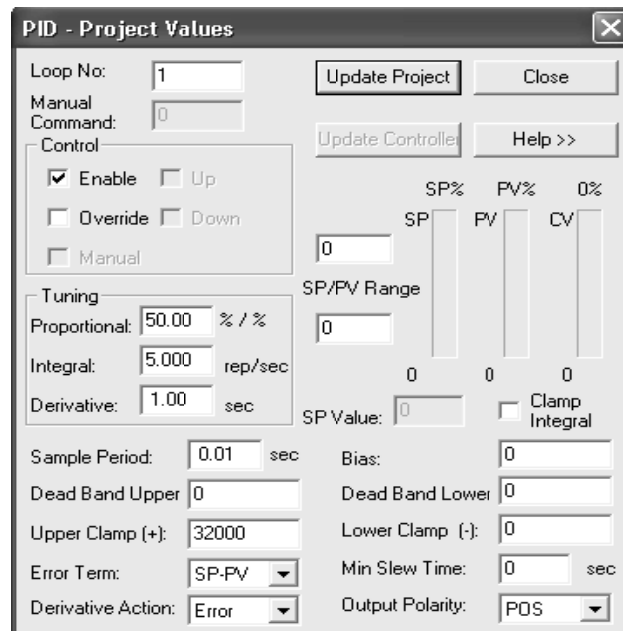 PID - Project Values
Loop No: 1 Update Project Close
Manual Command: 0 Update Controller Help >>
Control
Enable Up
Override Down
Manual
SP% PV% 0%
SP PV CV
0
SP/PV Range
0
0 0 0
SP Value: 0 Clamp Integral
Tuning
Proportional: 50.00 % / %
Integral: 5.000 rep/sec
Derivative: 1.00 sec
Sample Period: 0.01 sec Bias: 0
Dead Band Upper 0 Dead Band Lower 0
Upper Clamp (+): 32000 Lower Clamp (-): 0
Error Term: SP-PV Min Slew Time: 0 sec
Derivative Action: Error Output Polarity: POS